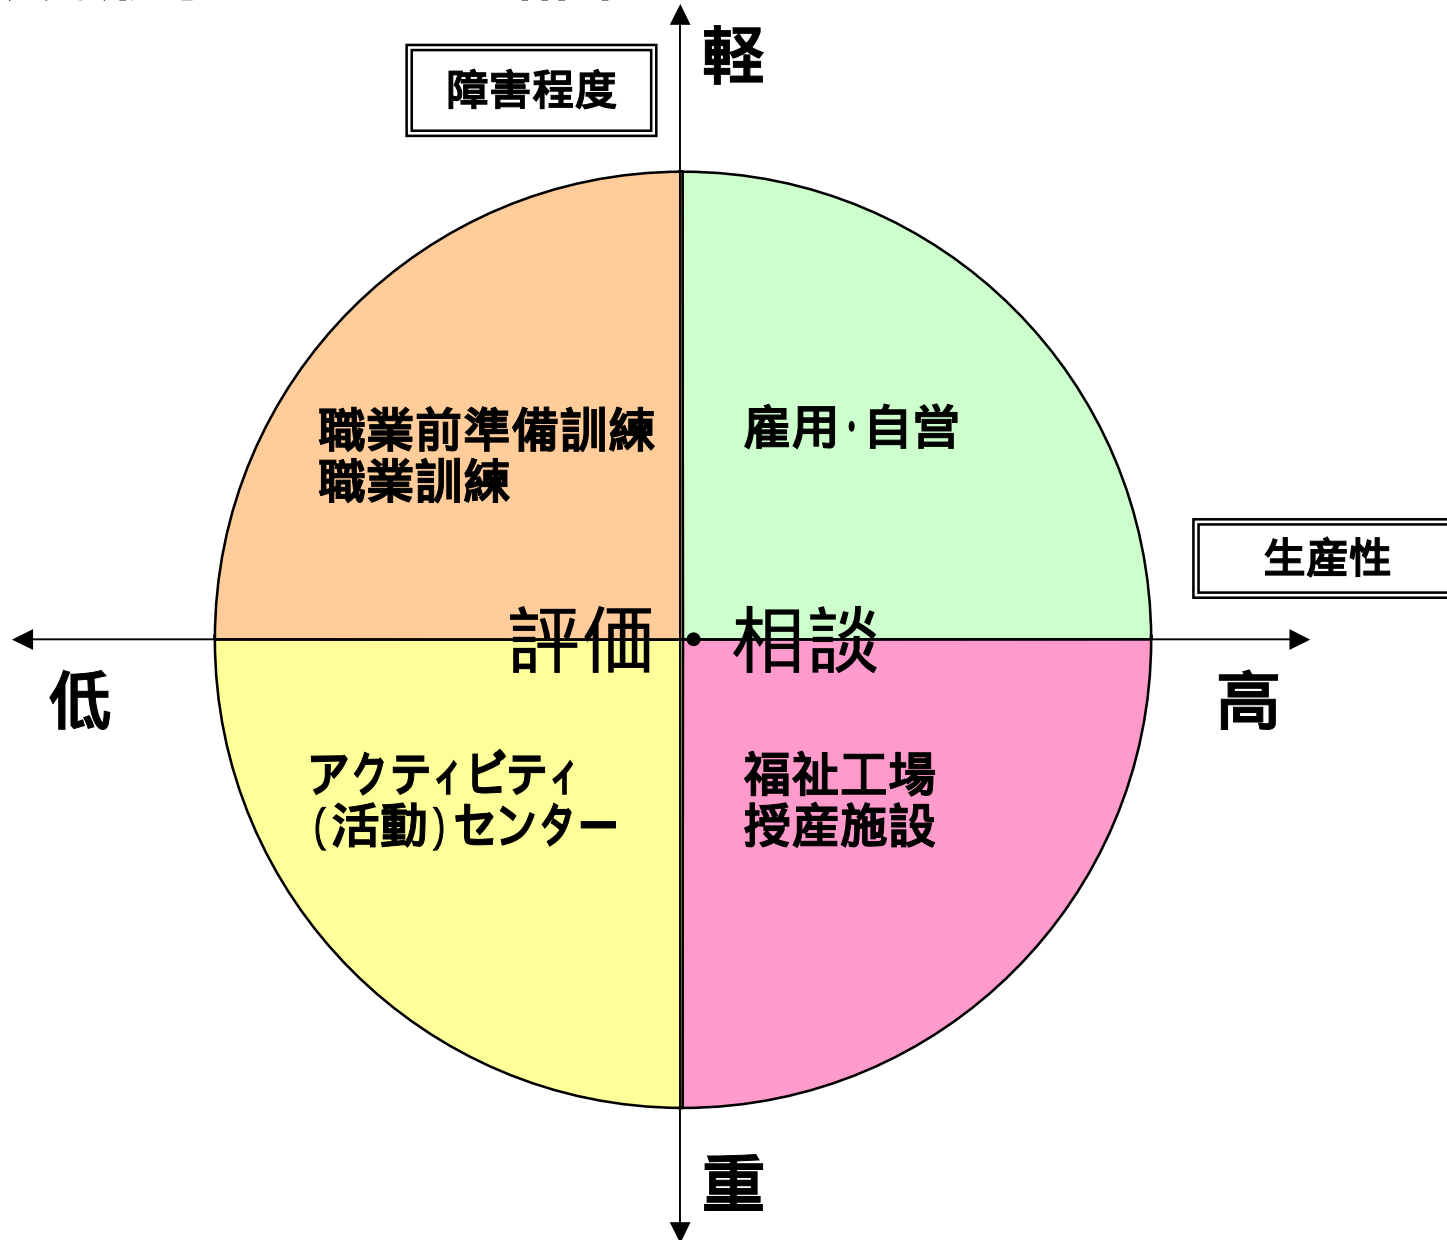 軽
障害程度
職業前準備訓練
職業訓練
雇用・自営
生産性
評価・相談
低
高
アクティビティ
(活動)センター
福祉工場
授産施設
重